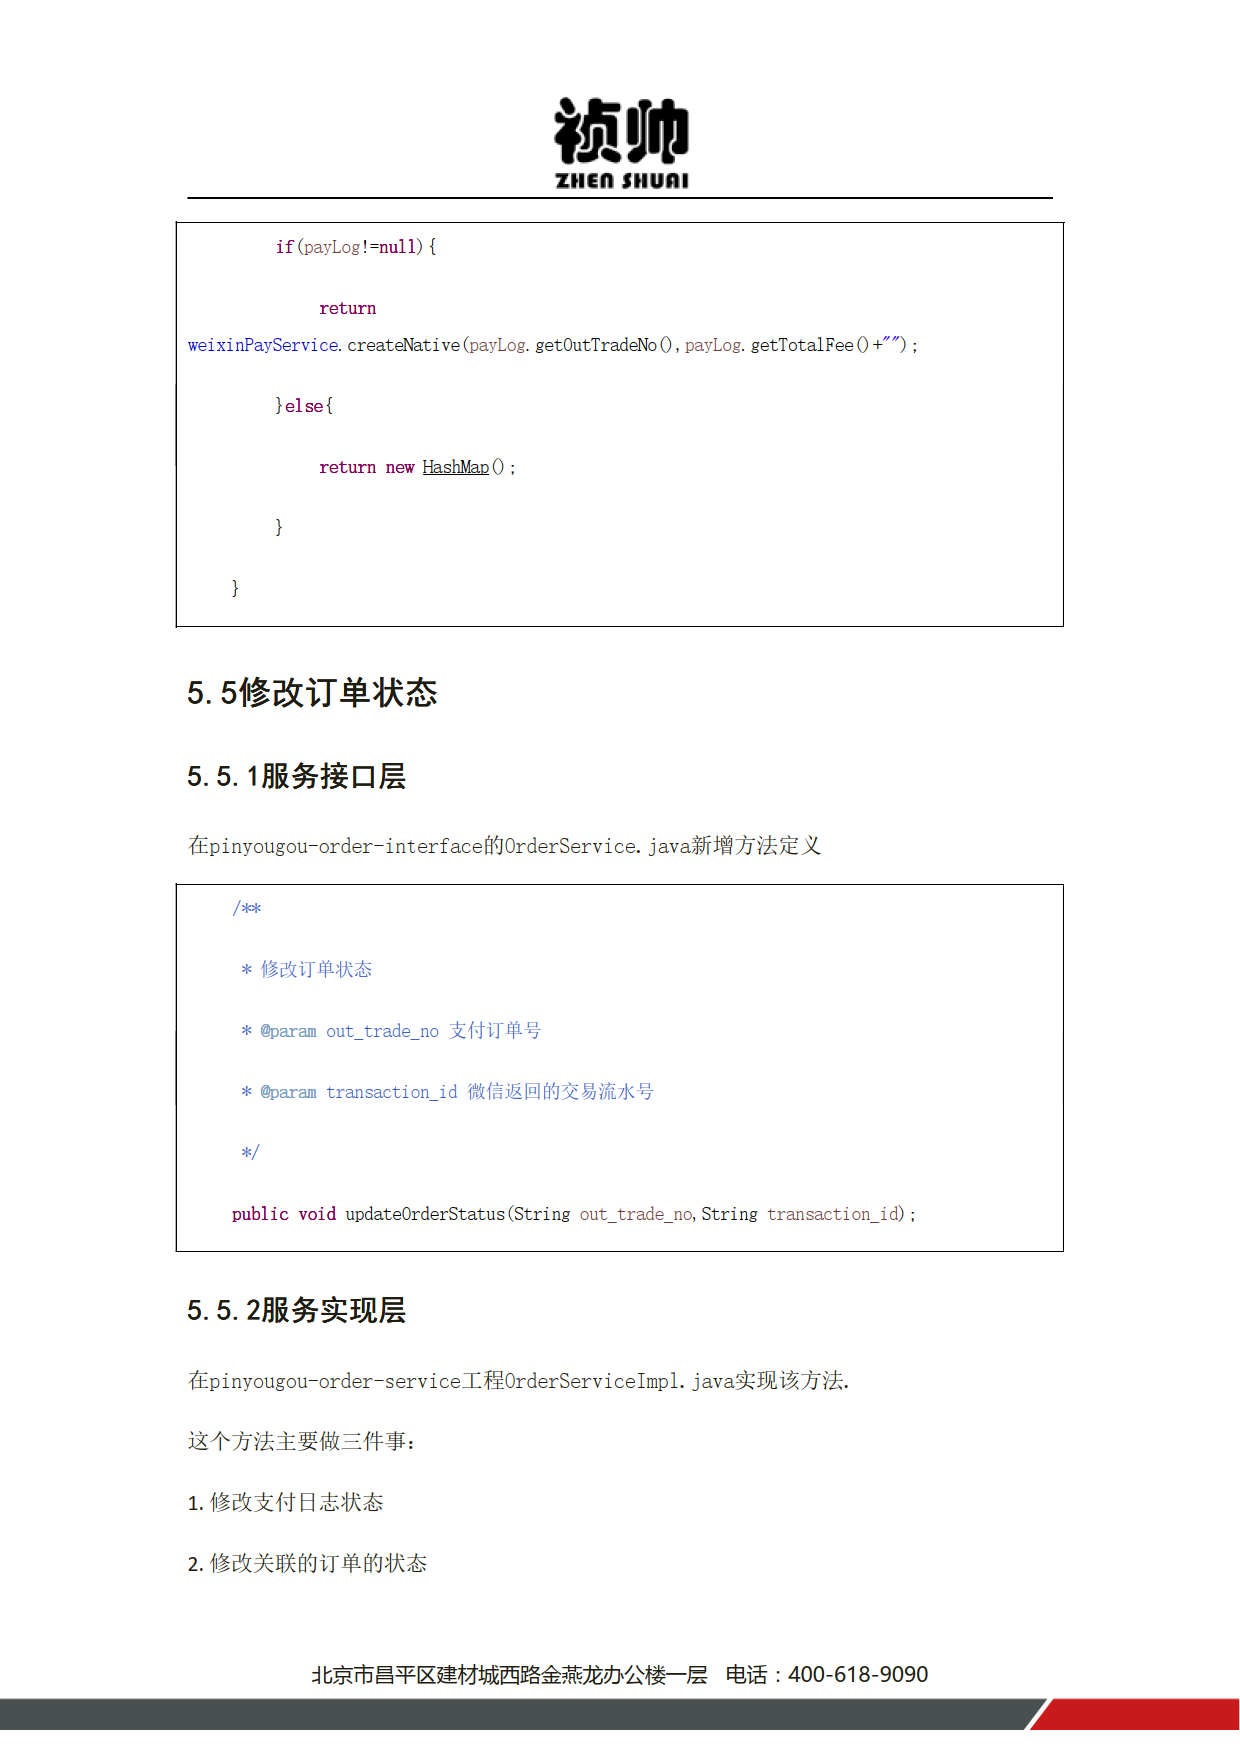 祯帅
ZHEN SHUAI
if(payLog!=null){
return
weixinPayService.createNative(payLog.getOutTradeNo(),payLog.getTotalFee()+"");
}else{
return new HashMap();
}
}
5.5修改订单状态
5.5.1服务接口层
在pinyougou-order-interface的OrderService.java新增方法定义
/**
* 修改订单状态
* @param out_trade_no 支付订单号
* @param transaction_id 微信返回的交易流水号
*/
public void updateOrderStatus(String out_trade_no,String transaction_id);
5.5.2服务实现层
在pinyougou-order-service工程OrderServiceImpl.java实现该方法.
这个方法主要做三件事：
1. 修改支付日志状态
2. 修改关联的订单的状态
北京市昌平区建材城西路金燕龙办公楼一层 电话：400-618-9090